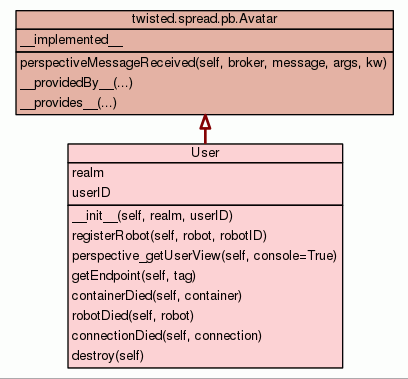 twisted.spread.pb.Avatar
__implemented__
perspectiveMessageReceived(self, broker, message, args, kw)
__providedBy__(...)
__provides__(...)
User
realm
userID
__init__(self, realm, userID)
registerRobot(self, robot, robotID)
perspective_getUserView(self, console=True)
getEndpoint(self, tag)
containerDied(self, container)
robotDied(self, robot)
connectionDied(self, connection)
destroy(self)